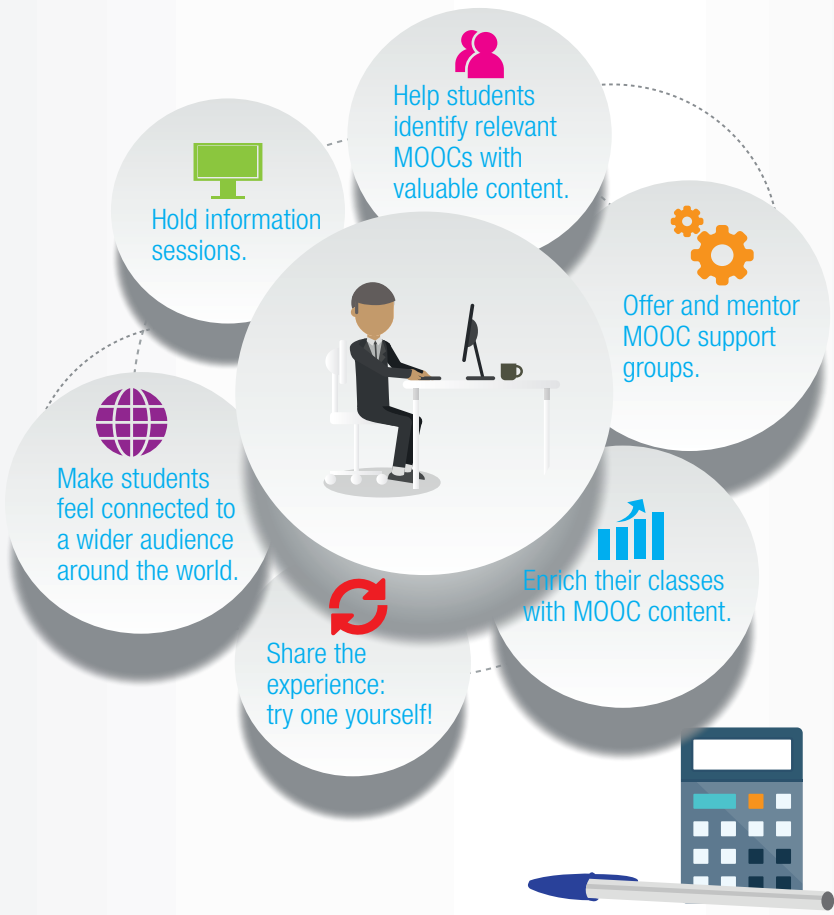 Help students
identify relevant
MOOCs with
valuable content.
Hold information
sessions.
Offer and mentor
MOOC support
groups.
Make students
feel connected to
a wider audience
around the world.
Enrich their classes
with MOOC content.
Share the
experience:
try one yourself!